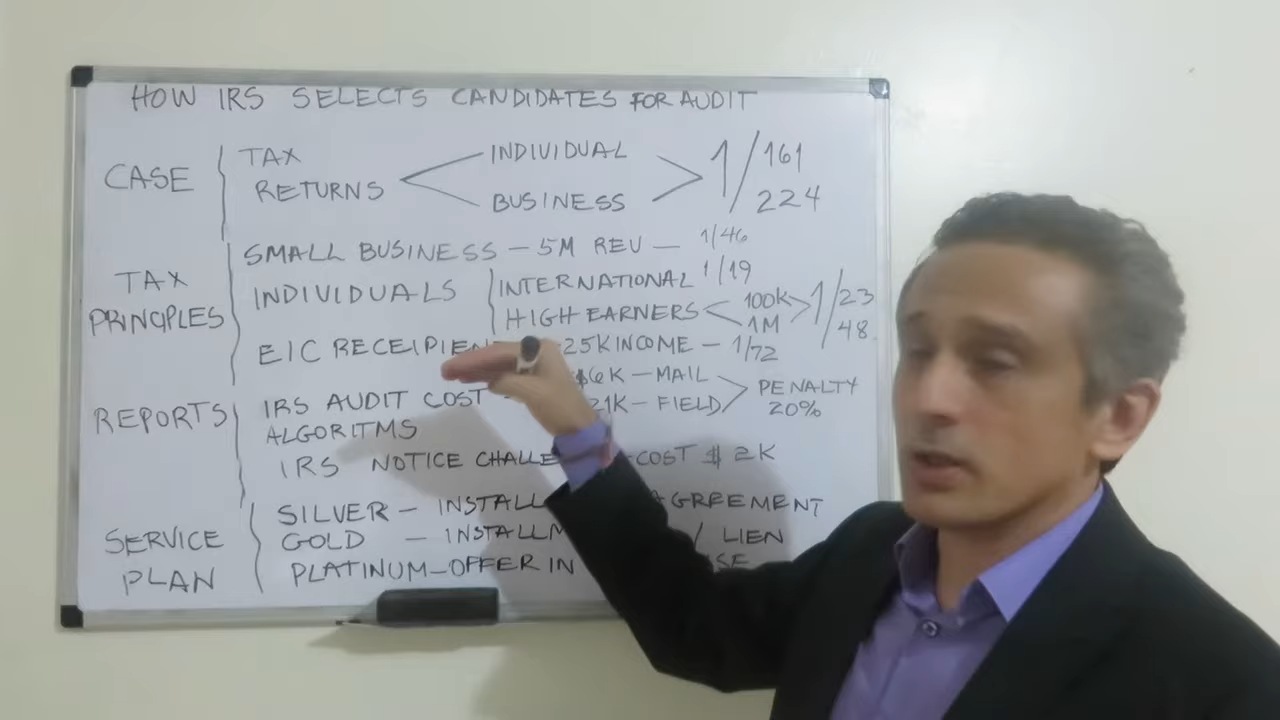 HOW IRS SELECTS CANDIDATES FOR AUDIT
CASE
TAX RETURNS
INDIVIDUAL
BUSINESS
1/161
224
TAX PRINCIPLES
SMALL BUSINESS – 5M REV – 1/46
INDIVIDUALS
INTERNATIONAL 1/19
HIGH EARNERS < 100K > 1/23
1M 48
EIC RECEIPIEN 25K INCOME – 1/72
REPORTS
IRS AUDIT COST – $6K – MAIL
21K – FIELD
PENALTY
20%
ALGORITMS
IRS NOTICE CHALLE COST $ 2K
SERVICE PLAN
SILVER – INSTALL AGREEMENT
GOLD – INSTALLM / LIEN
PLATINUM – OFFER IN